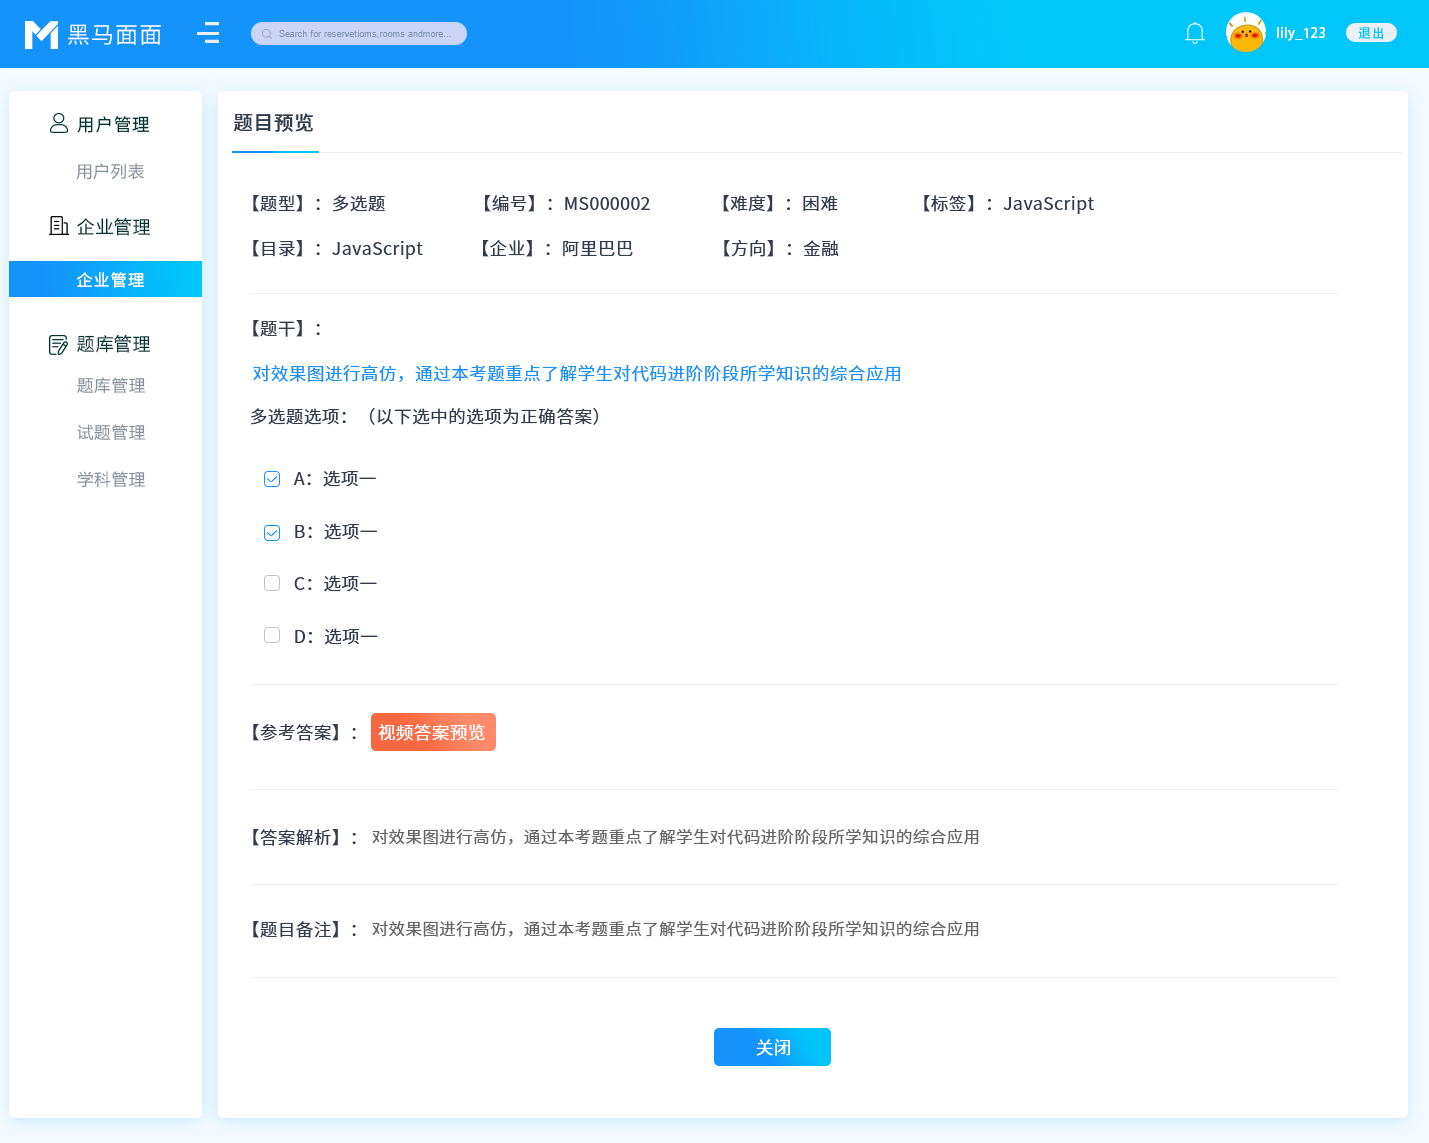 黑马面面
Search for reservetioms,rooms andmore...
lily_123
退出
用户管理
用户列表
企业管理
企业管理
题库管理
题库管理
试题管理
学科管理
题目预览
【题型】：多选题 【编号】：MS000002 【难度】：困难 【标签】：JavaScript
【目录】：JavaScript 【企业】：阿里巴巴 【方向】：金融
【题干】：
对效果图进行高仿，通过本考题重点了解学生对代码进阶阶段所学知识的综合应用
多选题选项：（以下选中的选项为正确答案）
A：选项一
B：选项一
C：选项一
D：选项一
【参考答案】：视频答案预览
【答案解析】：对效果图进行高仿，通过本考题重点了解学生对代码进阶阶段所学知识的综合应用
【题目备注】：对效果图进行高仿，通过本考题重点了解学生对代码进阶阶段所学知识的综合应用
关闭